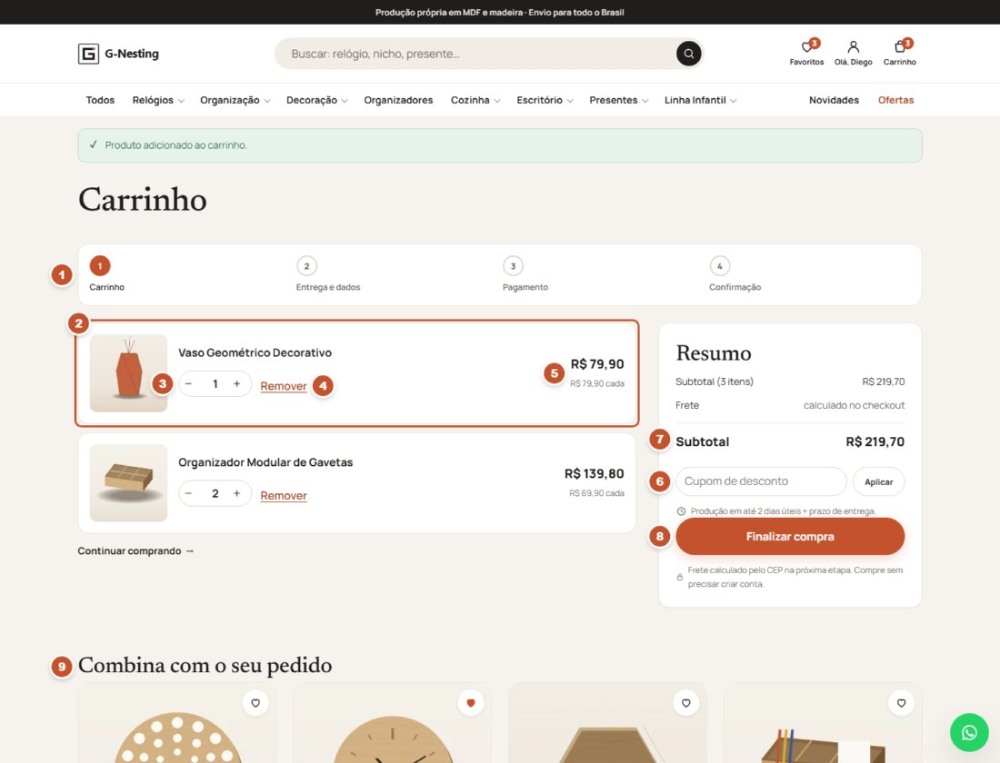 Produção própria em MDF e madeira · Envio para todo o Brasil
G-Nesting
Buscar: relógio, nicho, presente...
3
Favoritos
Olá, Diego
3
Carrinho
Todos
Relógios
Organização
Decoração
Organizadores
Cozinha
Escritório
Presentes
Linha Infantil
Novidades
Ofertas
✓ Produto adicionado ao carrinho.
Carrinho
1
1
Carrinho
2
Entrega e dados
3
Pagamento
4
Confirmação
2
Vaso Geométrico Decorativo
3
− 1 +
Remover
4
5
R$ 79,90
R$ 79,90 cada
Organizador Modular de Gavetas
− 2 +
Remover
R$ 139,80
R$ 69,90 cada
Continuar comprando →
Resumo
Subtotal (3 itens) R$ 219,70
Frete calculado no checkout
7
Subtotal R$ 219,70
6
Cupom de desconto
Aplicar
Produção em até 2 dias úteis + prazo de entrega.
8
Finalizar compra
Frete calculado pelo CEP na próxima etapa. Compre sem
precisar criar conta.
9
Combina com o seu pedido